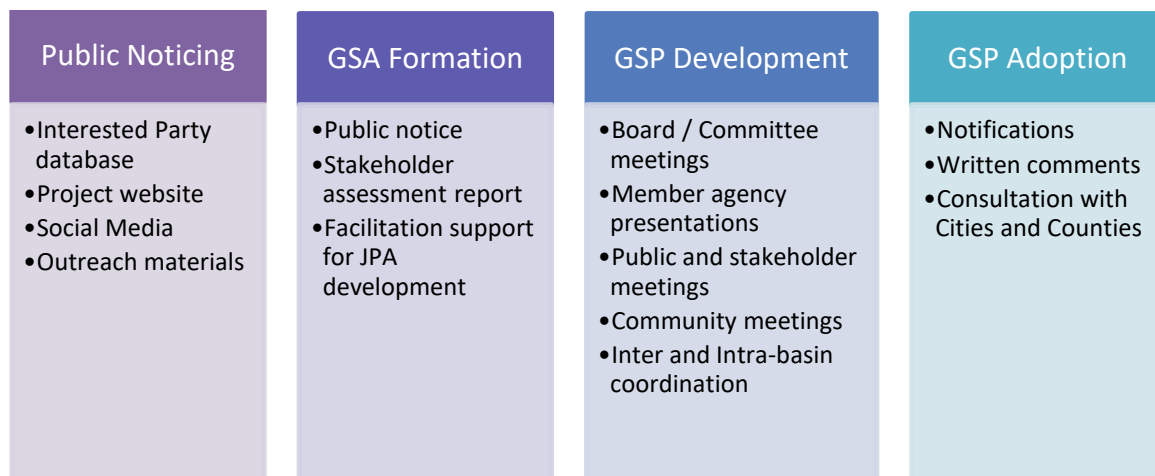 Public Noticing
•Interested Party
database
•Project website
•Social Media
•Outreach materials
GSA Formation
•Public notice
•Stakeholder
assessment report
•Facilitation support
for JPA
development
GSP Development
•Board / Committee
meetings
•Member agency
presentations
•Public and stakeholder
meetings
•Community meetings
•Inter and Intra-basin
coordination
GSP Adoption
•Notifications
•Written comments
•Consultation with
Cities and Counties